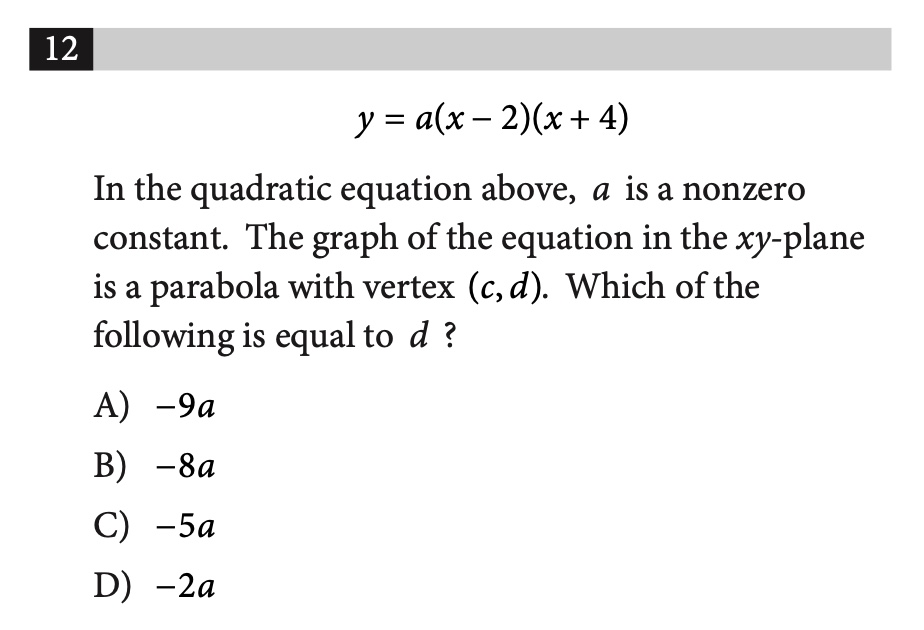 12
y = a(x − 2)(x + 4)
In the quadratic equation above, a is a nonzero
constant. The graph of the equation in the xy-plane
is a parabola with vertex (c, d). Which of the
following is equal to d ?
A) −9a
B) −8a
C) −5a
D) −2a